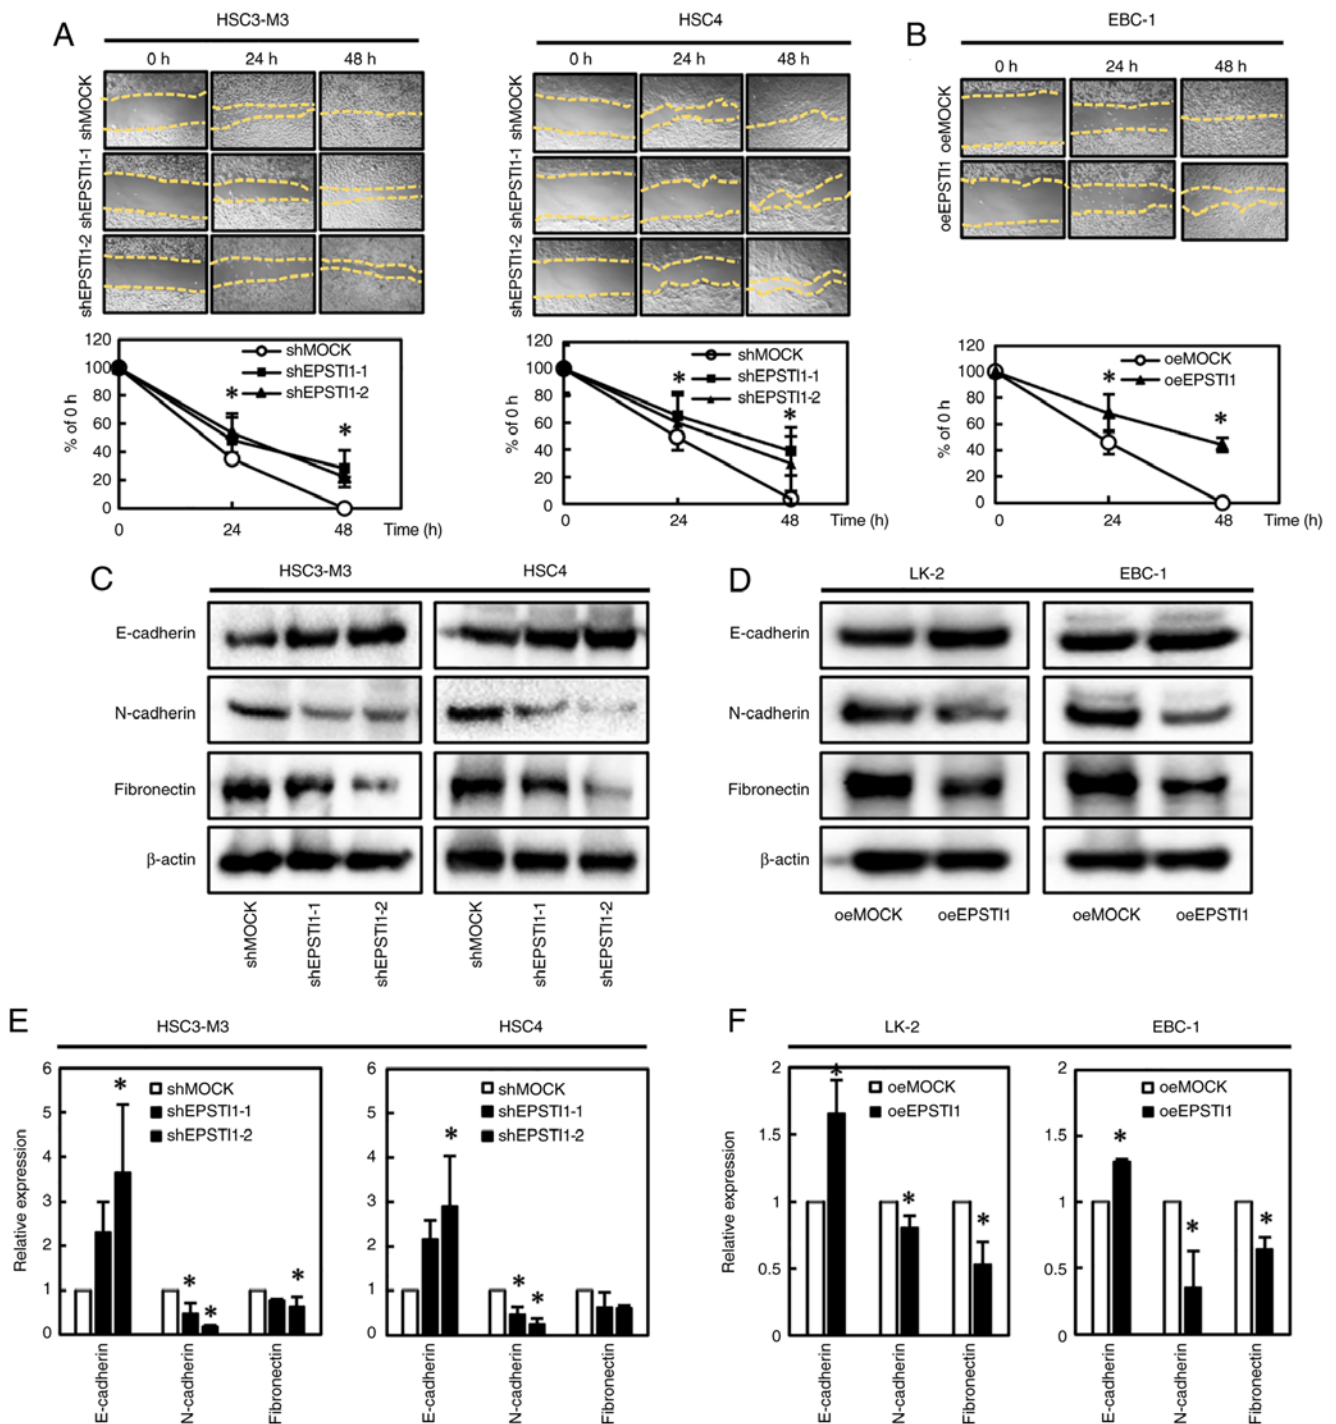 A
HSC3-M3
0 h 24 h 48 h
shMOCK
shEPSTI1-1
shEPSTI1-2
HSC4
0 h 24 h 48 h
shMOCK
shEPSTI1-1
shEPSTI1-2
B
EBC-1
0 h 24 h 48 h
oeMOCK
oeEPSTI1
% of 0 h
120
100
80
60
40
20
0
shMOCK
shEPSTI1-1
shEPSTI1-2
*
*
0 24 48 Time (h)
% of 0 h
120
100
80
60
40
20
0
shMOCK
shEPSTI1-1
shEPSTI1-2
*
*
0 24 48 Time (h)
% of 0 h
120
100
80
60
40
20
0
oeMOCK
oeEPSTI1
*
*
0 24 48 Time (h)
C
HSC3-M3 HSC4
E-cadherin
N-cadherin
Fibronectin
β-actin
shMOCK shEPSTI1-1 shEPSTI1-2 shMOCK shEPSTI1-1 shEPSTI1-2
D
LK-2 EBC-1
E-cadherin
N-cadherin
Fibronectin
β-actin
oeMOCK oeEPSTI1 oeMOCK oeEPSTI1
E
HSC3-M3 HSC4
Relative expression
6
5
4
3
2
1
0
shMOCK
shEPSTI1-1
shEPSTI1-2
*
* *
*
E-cadherin N-cadherin Fibronectin
6
5
4
3
2
1
0
shMOCK
shEPSTI1-1
shEPSTI1-2
*
* *
E-cadherin N-cadherin Fibronectin
F
LK-2 EBC-1
Relative expression
2
1.5
1
0.5
0
oeMOCK
oeEPSTI1
*
*
*
E-cadherin N-cadherin Fibronectin
2
1.5
1
0.5
0
oeMOCK
oeEPSTI1
*
*
*
E-cadherin N-cadherin Fibronectin